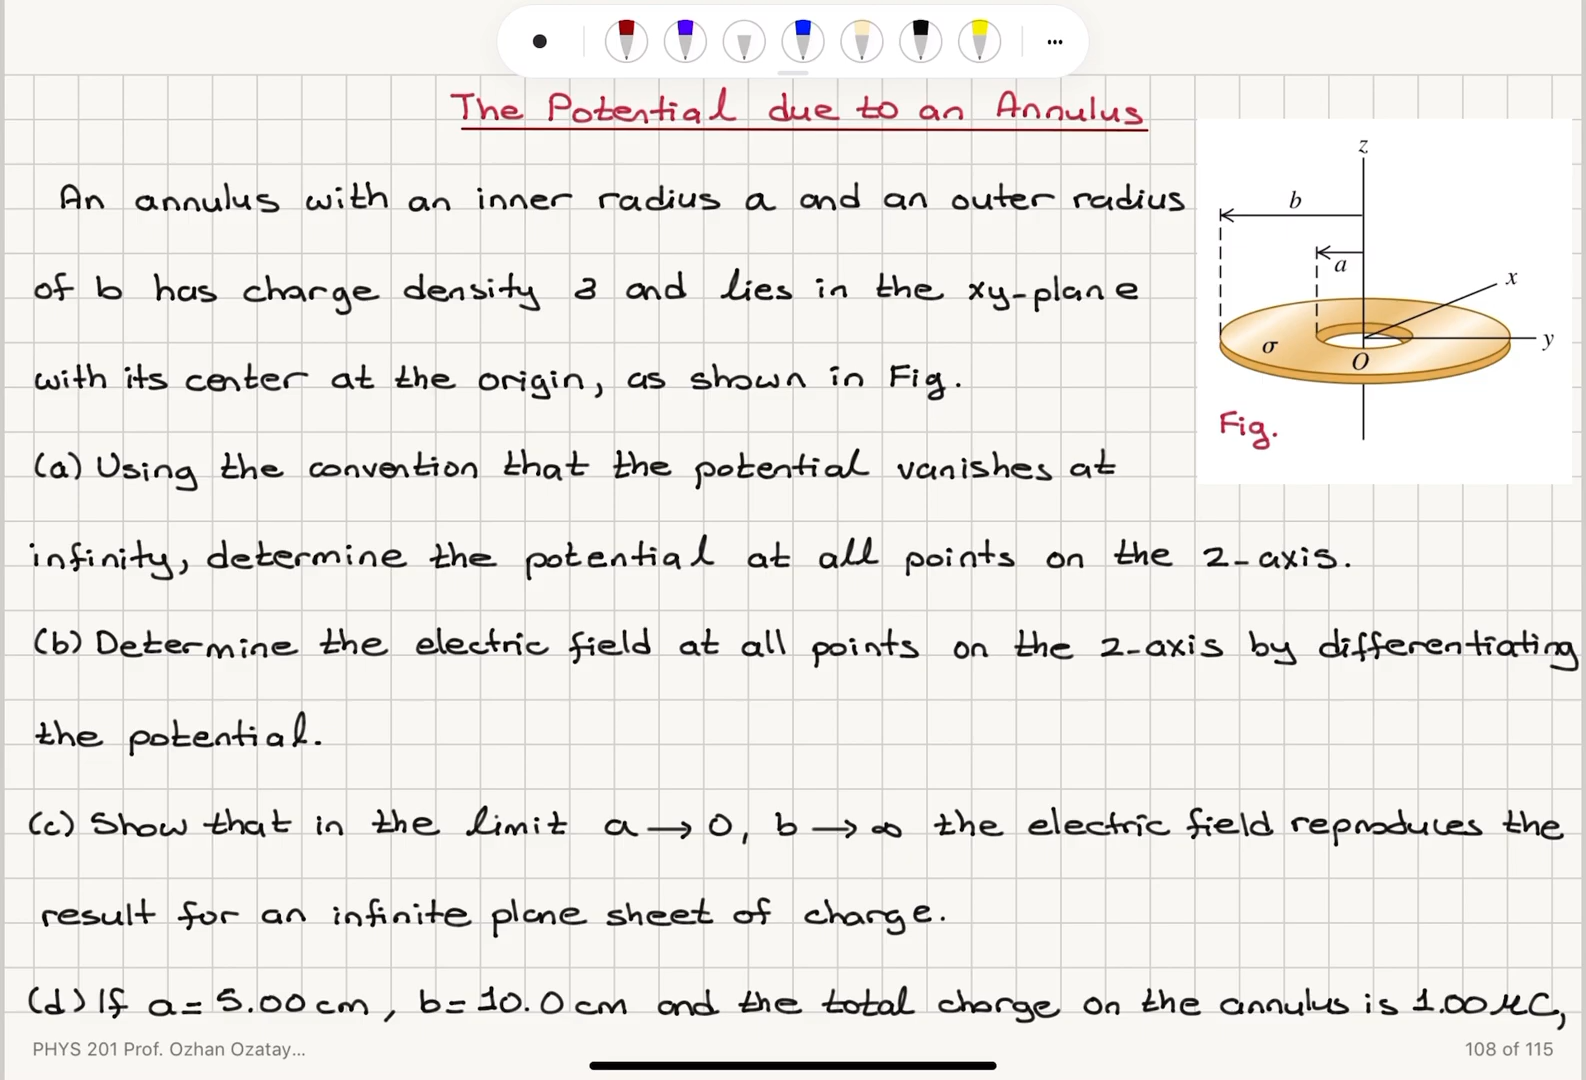 The Potential due to an Annulus
An annulus with an inner radius a and an outer radius
of b has charge density 3 and lies in the xy-plane
with its center at the origin, as shown in Fig.
(a) Using the convention that the potential vanishes at
infinity, determine the potential at all points on the z-axis.
(b) Determine the electric field at all points on the z-axis by differentiating
the potential.
(c) Show that in the limit a → 0, b → ∞ the electric field reproduces the
result for an infinite plane sheet of charge.
(d) If a = 5.00 cm, b = 10.0 cm and the total charge on the annulus is 1.00 μC,
z
b
a
x
y
σ
O
Fig.
PHYS 201 Prof. Ozhan Ozatay...
108 of 115